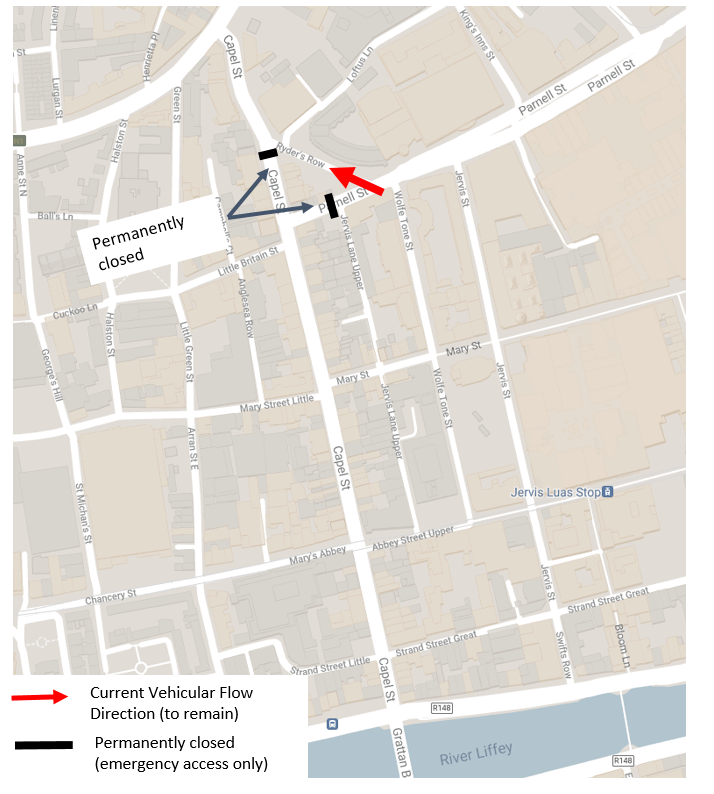 Linenh
St
Lurgan St
Henrietta Pl
Capel St
Loftus Ln
King's Inns St
Parnell St
Parnell St
Green St
Halston St
N1
Anne St N
Ryder's Row
Capel St
Parnell St
Wolfe Tone St
Jervis St
Ball's Ln
Permanently
closed
Jervis Lane Upper
Little Britain St
Cuckoo Ln
Anglesea Row
Halston St
Little Green St
George's Hill
Mary St
Mary St
Jervis St
Wolfe Tone St
Jervis Lane Upper
Mary Street Little
Arran St E
Capel St
St Michan's St
Jervis Luas Stop
Abbey Street Upper
Mary's Abbey
Chancery St
Jervis St
Strand Street Great
Strand Street Great
Swifts Row
Bloom Ln
Strand Street Little
Capel St
R148
Grattan B
River Liffey
R148
Current Vehicular Flow
Direction (to remain)
Permanently closed
(emergency access only)